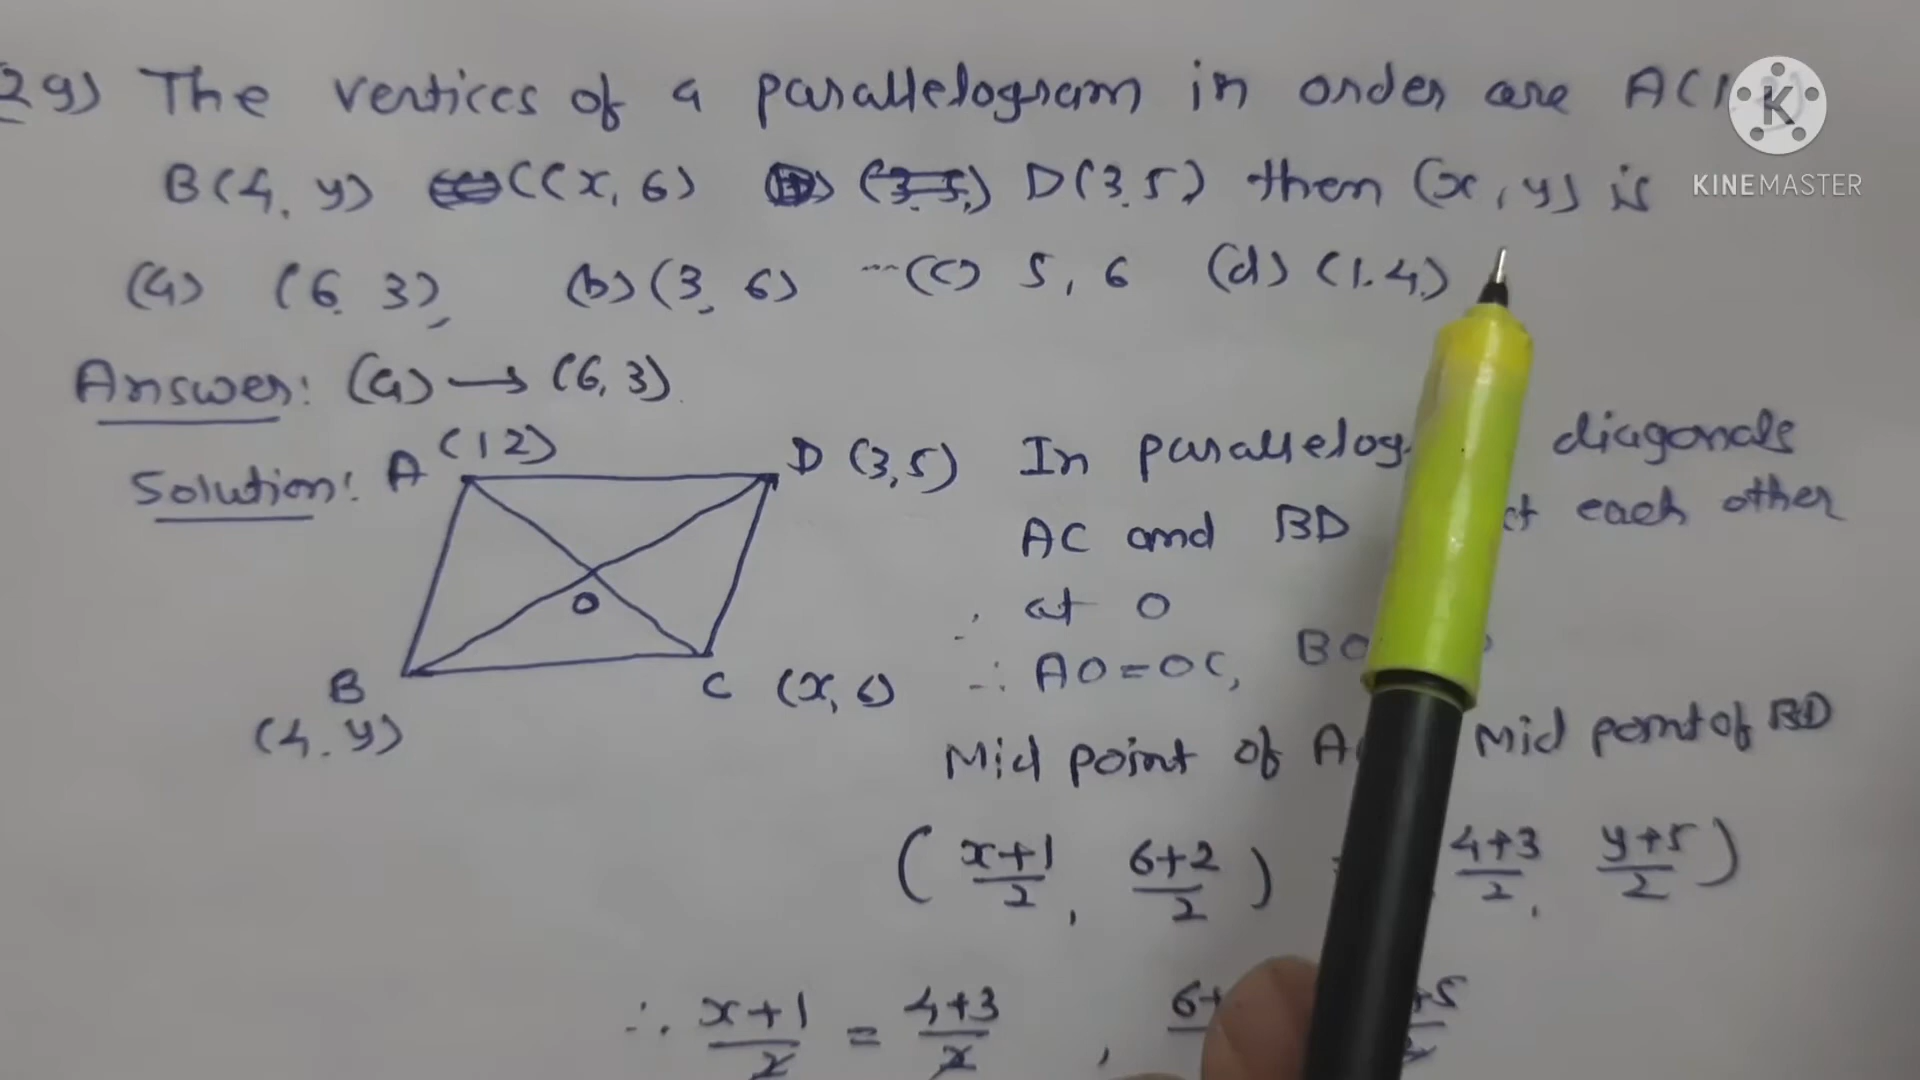 29) The vertices of a parallelogram in order are A(1
B(4, y) C(x, 6) (3,5) D(3,5) then (x, y) is
(a) (6 3), (b) (3, 6) (c) 5, 6 (d) (1.4)
Answer: (a) → (6,3)
Solution: A (1 2) D (3,5)
In parallelog diagonals
AC and BD each other
at O
∴ AO = OC, BO
B (4. y) O C (x, 6)
Mid point of A Mid point of BD
( x+1/2 , 6+2/2 ) 4+3/2, y+5/2 )
∴ x+1/2 = 4+3/2 , 6+ +5
K
KINEMASTER